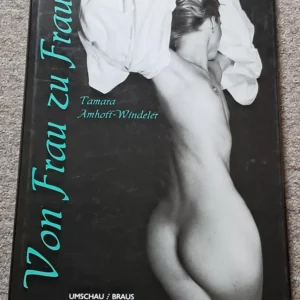 Von Frau zu Frau
Tamara
Amhoff-Windeler
UMSCHAU / BRAUS